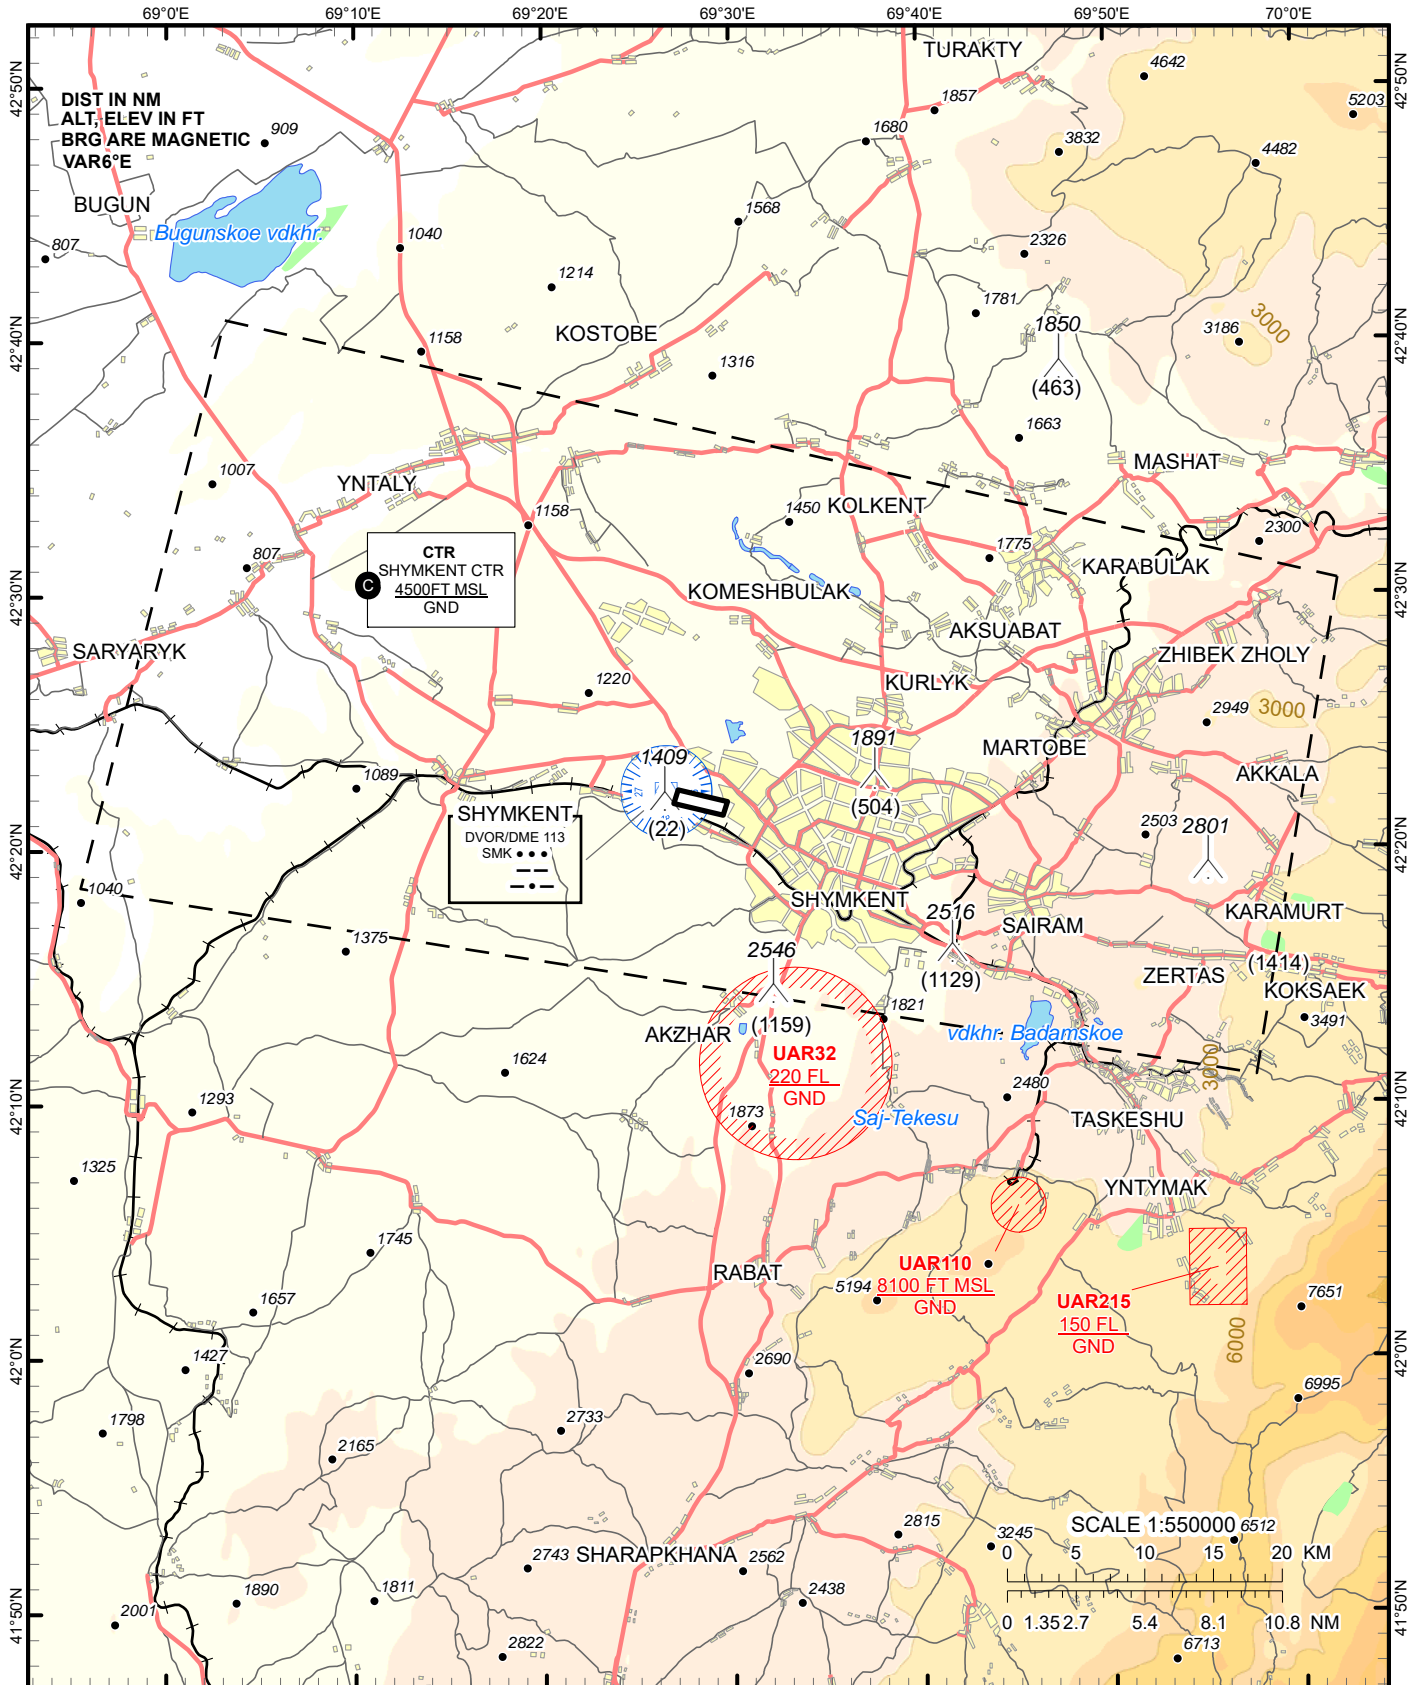 69°0'E
69°10'E
69°20'E
69°30'E
69°40'E
69°50'E
70°0'E
TURAKTY
42°50'N
42°50'N
4642
5203
DIST IN NM
ALT, ELEV IN FT
BRG ARE MAGNETIC
VAR6°E
909
1857
1680
3832
4482
BUGUN
Bugunskoe vdkhr.
807
1040
1568
2326
1214
1781
1850
(463)
3186
3000
KOSTOBE
42°40'N
42°40'N
1158
1316
1663
MASHAT
1007
YNTALY
1158
1450
KOLKENT
2300
1775
807
CTR
SHYMKENT CTR
4500FT MSL
GND
C
KARABULAK
KOMESHBULAK
42°30'N
42°30'N
AKSUABAT
SARYARYK
ZHIBEK ZHOLY
1220
KURLYK
2949
3000
1409
(22)
27
1891
(504)
MARTOBE
AKKALA
1089
SHYMKENT
DVOR/DME 113
SMK
2503
2801
42°20'N
42°20'N
1040
SHYMKENT
2516
(1129)
SAIRAM
KARAMURT
1375
2546
(1159)
ZERTAS
(1414)
KOKSAEK
1821
3491
AKZHAR
vdkhr. Badamskoe
UAR32
220 FL
GND
1624
3000
2480
42°10'N
42°10'N
1293
1873
Saj-Tekesu
TASKESHU
1325
YNTYMAK
1745
RABAT
UAR110
8100 FT MSL
GND
5194
UAR215
150 FL
GND
7651
1657
6000
42°0'N
42°0'N
1427
2690
6995
1798
2733
2165
2815
SCALE 1:550000
6512
3245
0 5 10 15 20 KM
2743
SHARAPKHANA
2562
2438
1890
1811
0 1.35 2.7 5.4 8.1 10.8 NM
41°50'N
41°50'N
2001
2822
6713